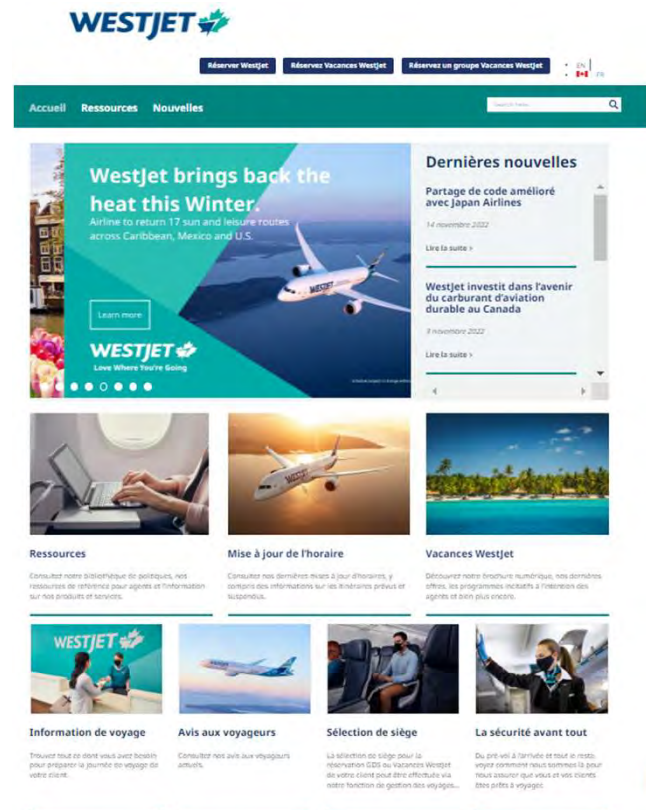 WESTJET
Réserver WestJet
Réservez Vacances WestJet
Réservez un groupe Vacances WestJet
EN
FR
Accueil
Ressources
Nouvelles
WestJet brings back the
heat this Winter.
Airline to return 17 sun and leisure routes
across Caribbean, Mexico and U.S.
WESTJET
Learn more
WESTJET
Love Where You're Going
Dernières nouvelles
Partage de code amélioré
avec Japan Airlines
14 novembre 2022
Lire la suite >
WestJet investit dans l'avenir
du carburant d'aviation
durable au Canada
3 novembre 2022
Lire la suite >
Ressources
Consultez notre bibliothèque de politiques, nos
ressources de référence pour agents et l'information
sur nos produits et services.
WESTJET
Mise à jour de l'horaire
Consultez nos dernières mises à jour d'horaires, y
compris des informations sur les itinéraires prévus et
suspendus.
Vacances WestJet
Découvrez notre brochure numérique, nos dernières
offres, les programmes incitatifs à l'intention des
agents et bien plus encore.
WESTJET
Information de voyage
Trouvez tout ce dont vous avez besoin
pour préparer la journée de voyage de
votre client.
Avis aux voyageurs
Consultez nos avis aux voyageurs
actuels.
Sélection de siège
La sélection de siège pour la
réservation GDS ou Vacances WestJet
de votre client peut être effectuée via
notre fonction de gestion des voyages...
La sécurité avant tout
Du pré-vol à l'arrivée et tout le reste,
voyez comment nous sommes là pour
nous assurer que vous et vos clients
êtes prêts à voyager.